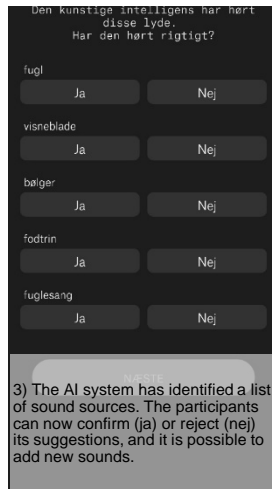 Den kunstige intelligens har hørt
disse lyde.
Har den hørt rigtigt?
fugl
Ja Nej
visneblade
Ja Nej
bølger
Ja Nej
fodtrin
Ja Nej
fuglesang
Ja Nej
NÆSTE
3) The AI system has identified a list
of sound sources. The participants
can now confirm (ja) or reject (nej)
its suggestions, and it is possible to
add new sounds.